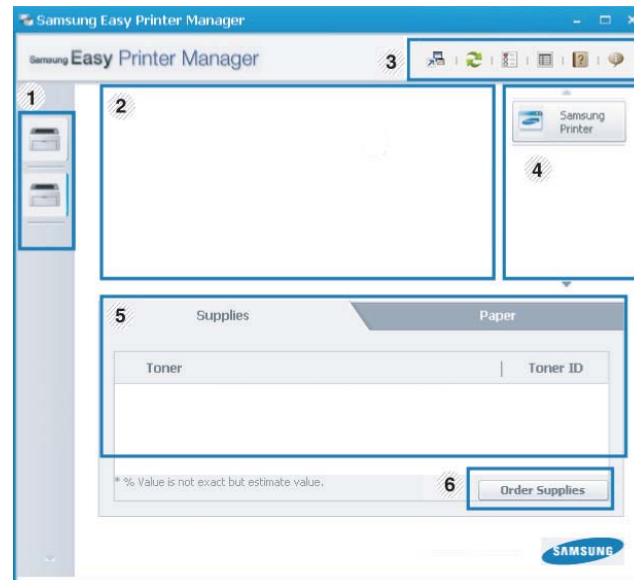 Samsung Easy Printer Manager
Samsung Easy Printer Manager
3
1
2
Samsung
Printer
4
5
Supplies
Paper
Toner
Toner ID
* % Value is not exact but estimate value.
6
Order Supplies
SAMSUNG